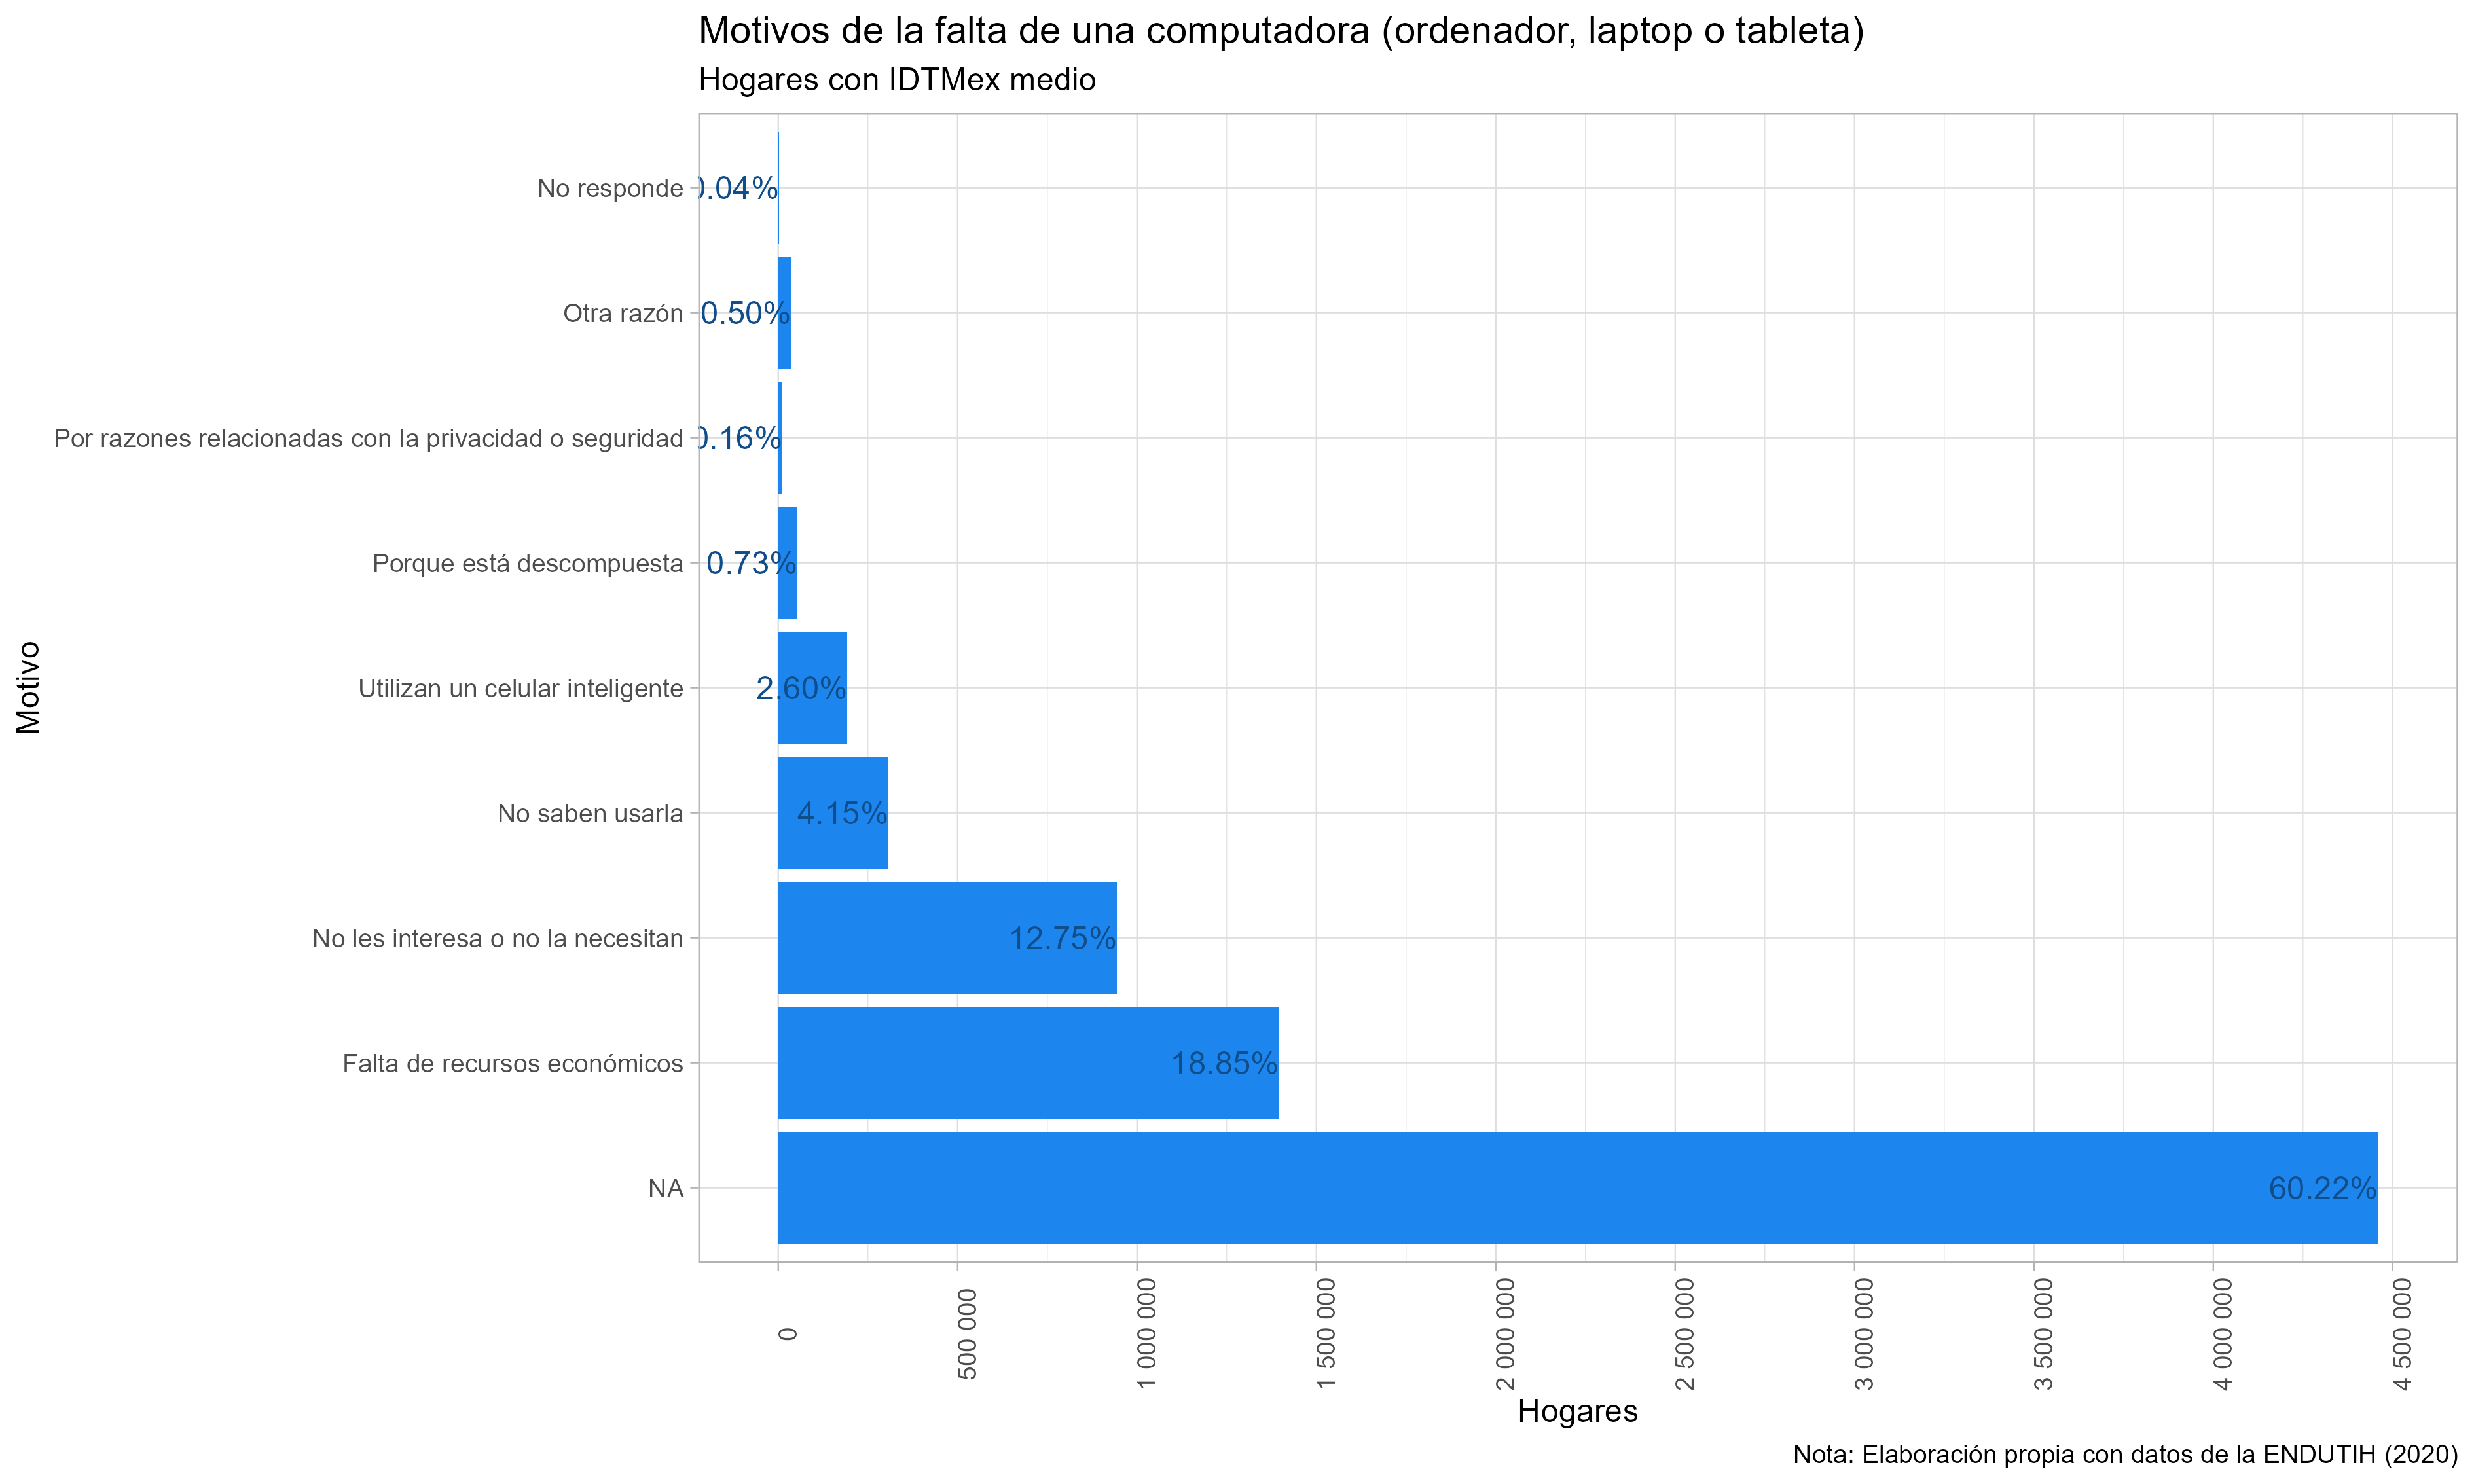 Motivos de la falta de una computadora (ordenador, laptop o tableta)
Hogares con IDTMex medio
Motivo
No responde
0.04%
Otra razón
0.50%
Por razones relacionadas con la privacidad o seguridad
0.16%
Porque está descompuesta
0.73%
Utilizan un celular inteligente
2.60%
No saben usarla
4.15%
No les interesa o no la necesitan
12.75%
Falta de recursos económicos
18.85%
NA
60.22%
0
500 000
1 000 000
1 500 000
2 000 000
2 500 000
3 000 000
3 500 000
4 000 000
4 500 000
Hogares
Nota: Elaboración propia con datos de la ENDUTIH (2020)